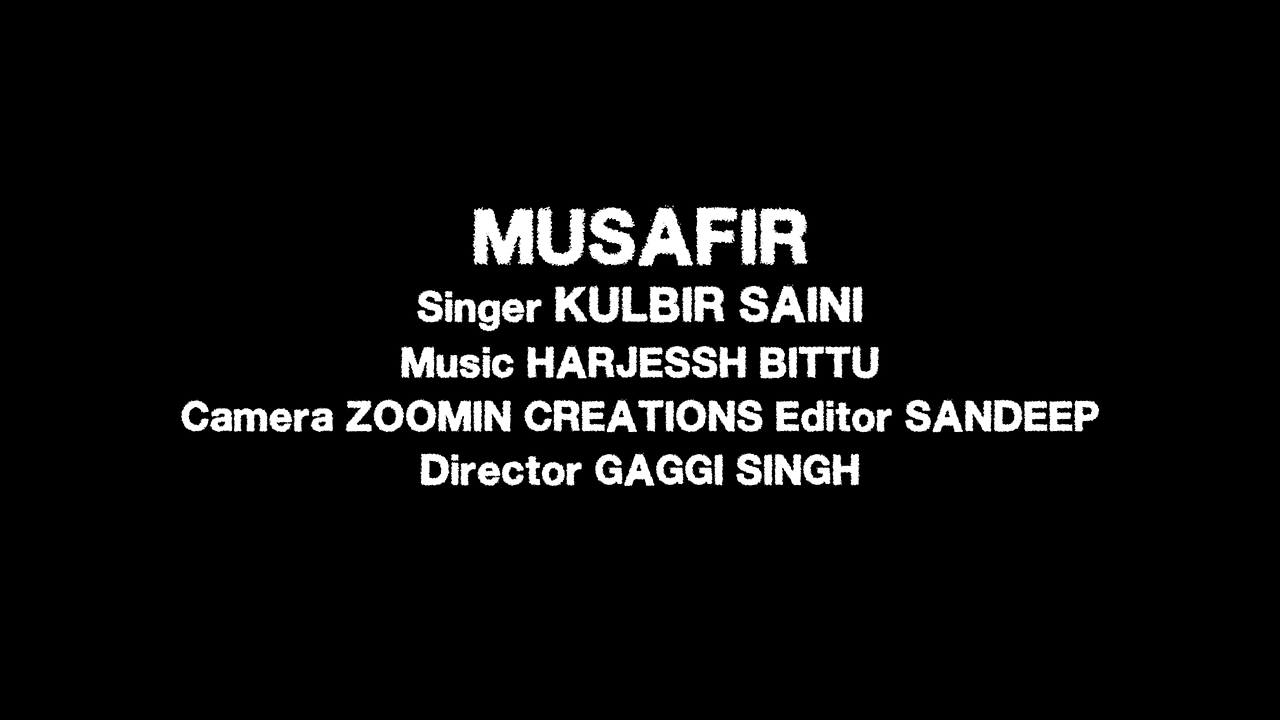 MUSAFIR
Singer KULBIR SAINI
Music HARJESSH BITTU
Camera ZOOMIN CREATIONS Editor SANDEEP
Director GAGGI SINGH